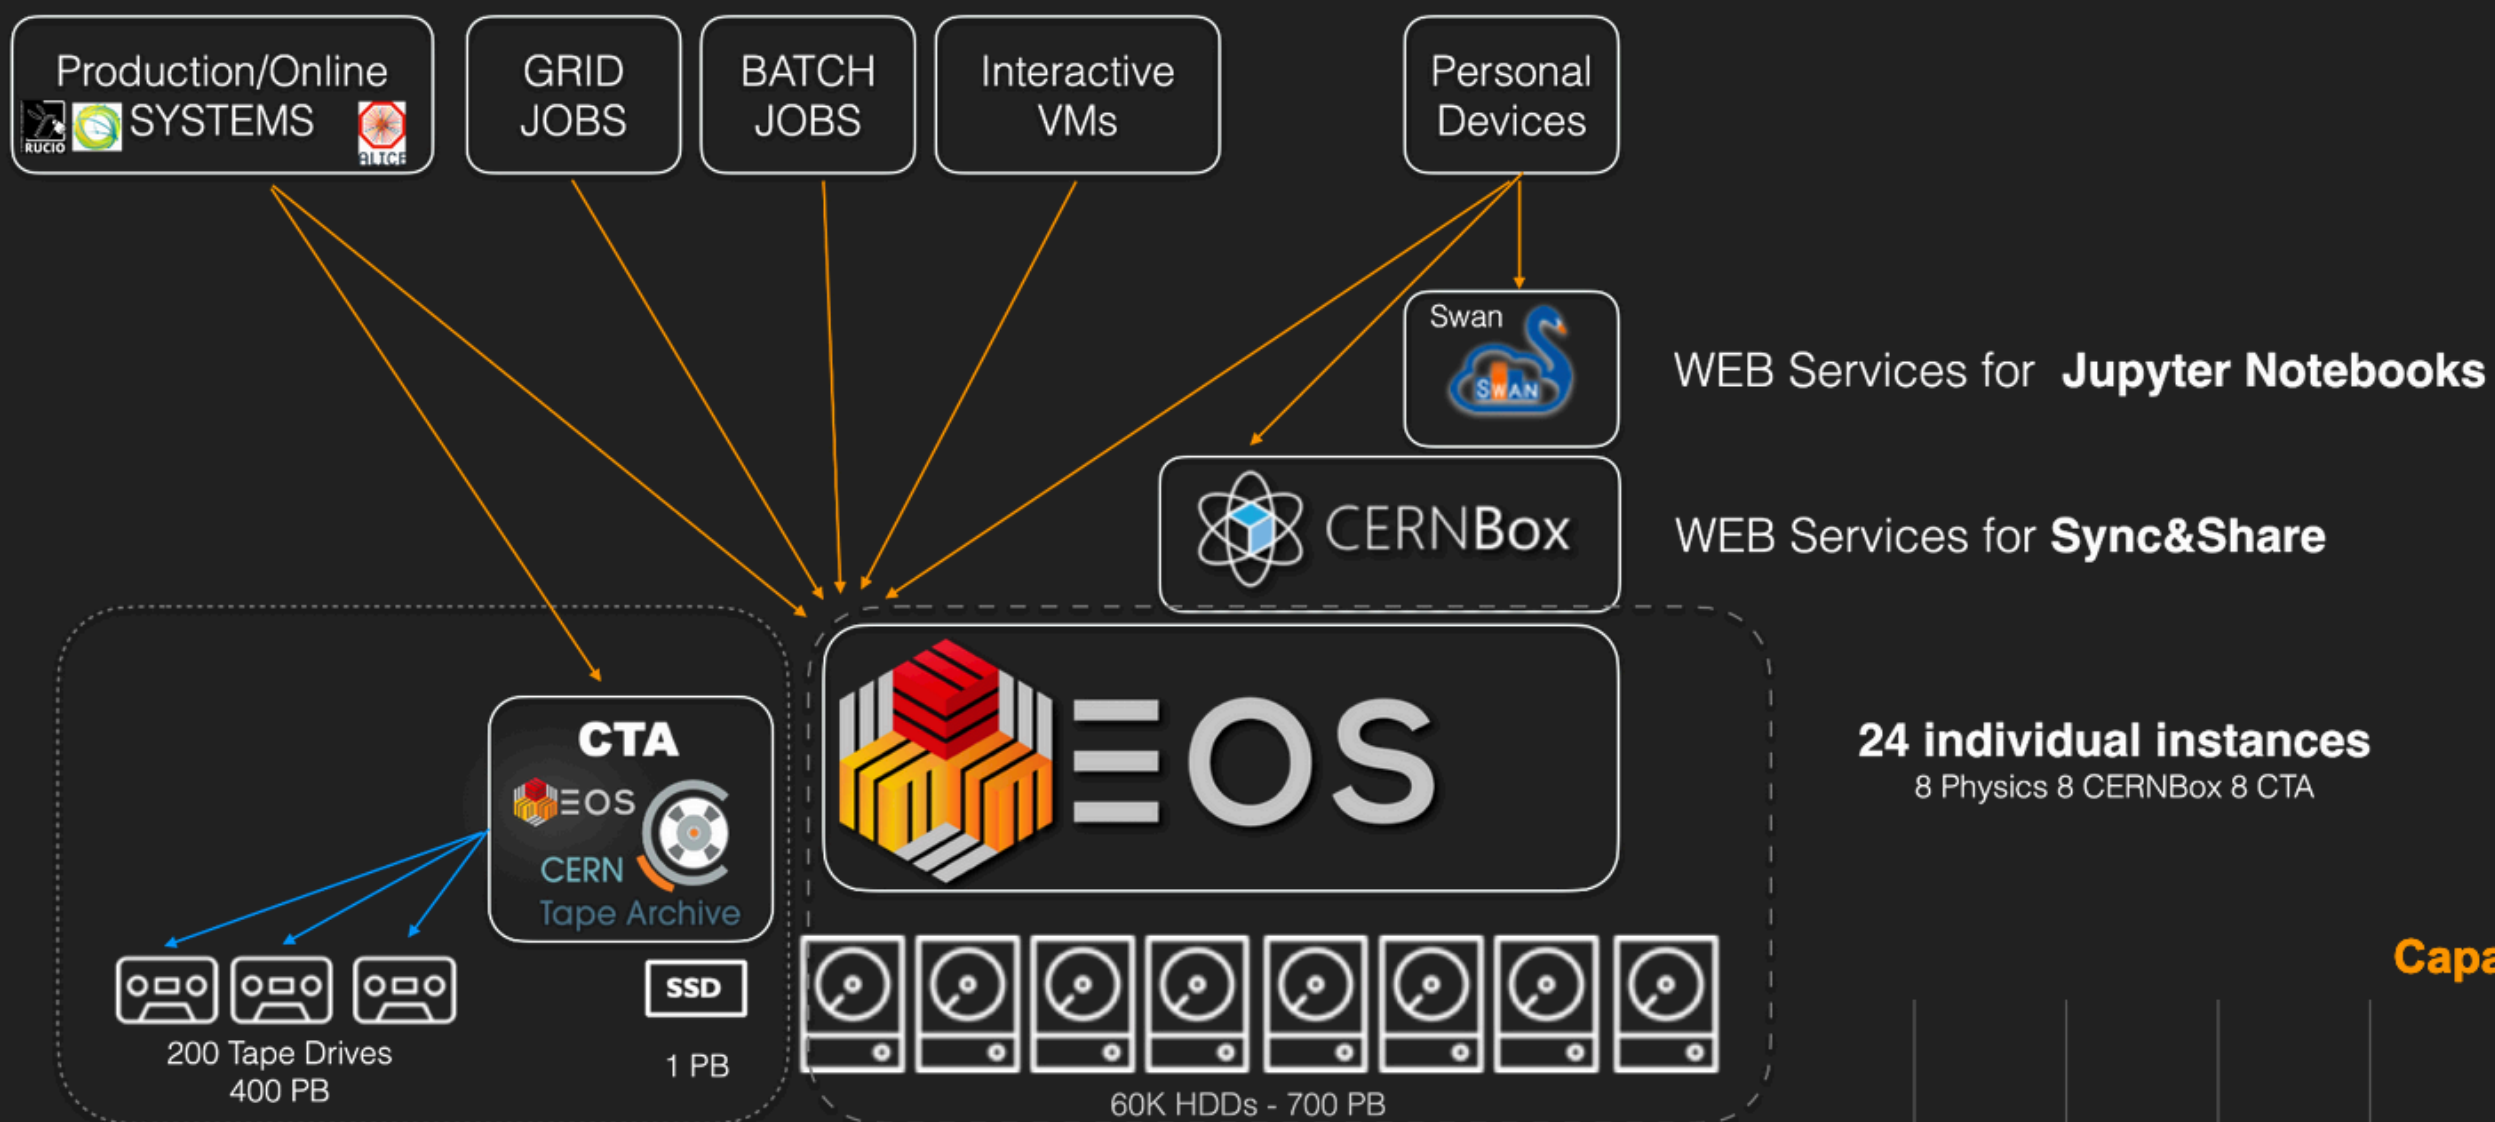 Production/Online
SYSTEMS
RUCIO
ALICE
GRID
JOBS
BATCH
JOBS
Interactive
VMs
Personal
Devices
Swan
SWAN
WEB Services for Jupyter Notebooks
CERNBox
WEB Services for Sync&Share
CTA
EOS
CERN
Tape Archive
EOS
24 individual instances
8 Physics 8 CERNBox 8 CTA
200 Tape Drives
400 PB
SSD
1 PB
60K HDDs - 700 PB
Capa